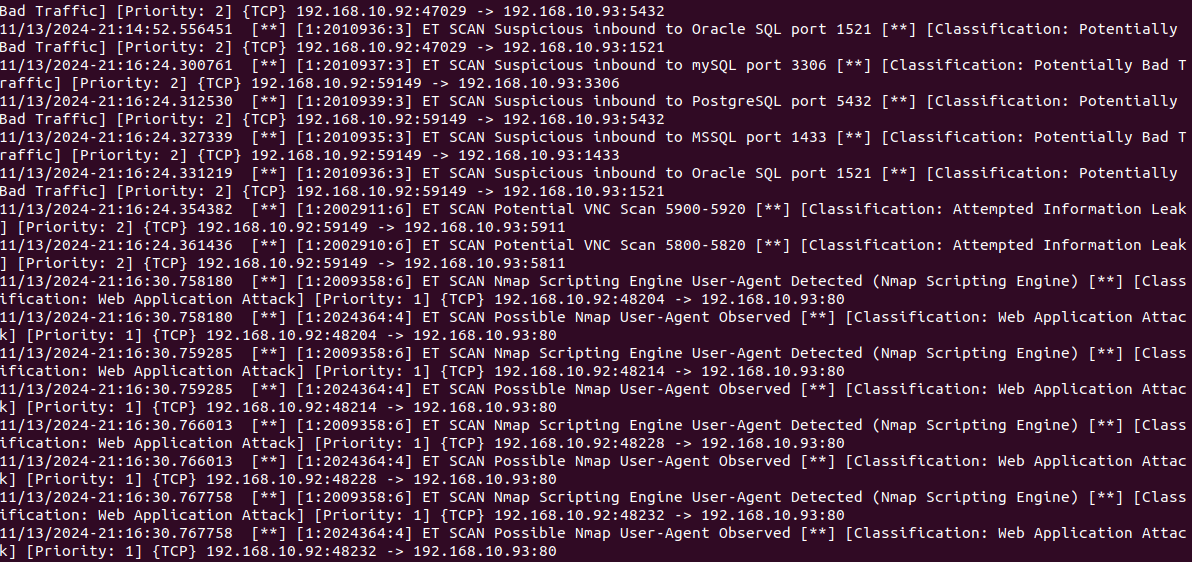 Bad Traffic] [Priority: 2] {TCP} 192.168.10.92:47029 -> 192.168.10.93:5432
11/13/2024-21:14:52.556451  [**] [1:2010936:3] ET SCAN Suspicious inbound to Oracle SQL port 1521 [**] [Classification: Potentially
Bad Traffic] [Priority: 2] {TCP} 192.168.10.92:47029 -> 192.168.10.93:1521
11/13/2024-21:16:24.300761  [**] [1:2010937:3] ET SCAN Suspicious inbound to mySQL port 3306 [**] [Classification: Potentially Bad T
raffic] [Priority: 2] {TCP} 192.168.10.92:59149 -> 192.168.10.93:3306
11/13/2024-21:16:24.312530  [**] [1:2010939:3] ET SCAN Suspicious inbound to PostgreSQL port 5432 [**] [Classification: Potentially
Bad Traffic] [Priority: 2] {TCP} 192.168.10.92:59149 -> 192.168.10.93:5432
11/13/2024-21:16:24.327339  [**] [1:2010935:3] ET SCAN Suspicious inbound to MSSQL port 1433 [**] [Classification: Potentially Bad T
raffic] [Priority: 2] {TCP} 192.168.10.92:59149 -> 192.168.10.93:1433
11/13/2024-21:16:24.331219  [**] [1:2010936:3] ET SCAN Suspicious inbound to Oracle SQL port 1521 [**] [Classification: Potentially
Bad Traffic] [Priority: 2] {TCP} 192.168.10.92:59149 -> 192.168.10.93:1521
11/13/2024-21:16:24.354382  [**] [1:2002911:6] ET SCAN Potential VNC Scan 5900-5920 [**] [Classification: Attempted Information Leak
] [Priority: 2] {TCP} 192.168.10.92:59149 -> 192.168.10.93:5911
11/13/2024-21:16:24.361436  [**] [1:2002910:6] ET SCAN Potential VNC Scan 5800-5820 [**] [Classification: Attempted Information Leak
] [Priority: 2] {TCP} 192.168.10.92:59149 -> 192.168.10.93:5811
11/13/2024-21:16:30.758180  [**] [1:2009358:6] ET SCAN Nmap Scripting Engine User-Agent Detected (Nmap Scripting Engine) [**] [Class
ification: Web Application Attack] [Priority: 1] {TCP} 192.168.10.92:48204 -> 192.168.10.93:80
11/13/2024-21:16:30.758180  [**] [1:2024364:4] ET SCAN Possible Nmap User-Agent Observed [**] [Classification: Web Application Attac
k] [Priority: 1] {TCP} 192.168.10.92:48204 -> 192.168.10.93:80
11/13/2024-21:16:30.759285  [**] [1:2009358:6] ET SCAN Nmap Scripting Engine User-Agent Detected (Nmap Scripting Engine) [**] [Class
ification: Web Application Attack] [Priority: 1] {TCP} 192.168.10.92:48214 -> 192.168.10.93:80
11/13/2024-21:16:30.759285  [**] [1:2024364:4] ET SCAN Possible Nmap User-Agent Observed [**] [Classification: Web Application Attac
k] [Priority: 1] {TCP} 192.168.10.92:48214 -> 192.168.10.93:80
11/13/2024-21:16:30.766013  [**] [1:2009358:6] ET SCAN Nmap Scripting Engine User-Agent Detected (Nmap Scripting Engine) [**] [Class
ification: Web Application Attack] [Priority: 1] {TCP} 192.168.10.92:48228 -> 192.168.10.93:80
11/13/2024-21:16:30.766013  [**] [1:2024364:4] ET SCAN Possible Nmap User-Agent Observed [**] [Classification: Web Application Attac
k] [Priority: 1] {TCP} 192.168.10.92:48228 -> 192.168.10.93:80
11/13/2024-21:16:30.767758  [**] [1:2009358:6] ET SCAN Nmap Scripting Engine User-Agent Detected (Nmap Scripting Engine) [**] [Class
ification: Web Application Attack] [Priority: 1] {TCP} 192.168.10.92:48232 -> 192.168.10.93:80
11/13/2024-21:16:30.767758  [**] [1:2024364:4] ET SCAN Possible Nmap User-Agent Observed [**] [Classification: Web Application Attac
k] [Priority: 1] {TCP} 192.168.10.92:48232 -> 192.168.10.93:80